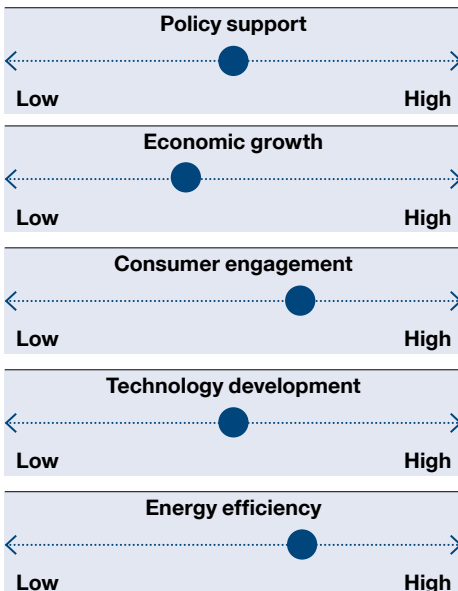 Policy support
Low High
Economic growth
Low High
Consumer engagement
Low High
Technology development
Low High
Energy efficiency
Low High